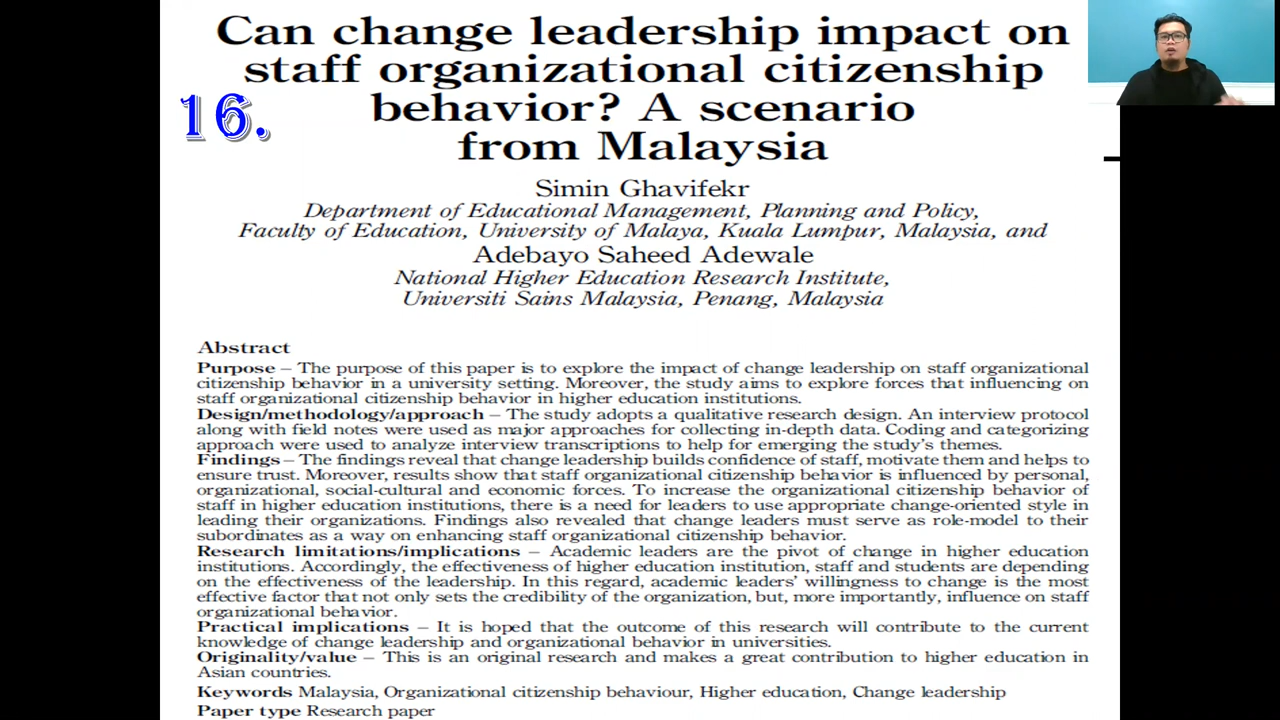 Can change leadership impact on
staff organizational citizenship
16.
behavior? A scenario
from Malaysia
Simin Ghavifekr
Department of Educational Management, Planning and Policy,
Faculty of Education, University of Malaya, Kuala Lumpur, Malaysia, and
Adebayo Saheed Adewale
National Higher Education Research Institute,
Universiti Sains Malaysia, Penang, Malaysia
Abstract
Purpose – The purpose of this paper is to explore the impact of change leadership on staff organizational
citizenship behavior in a university setting. Moreover, the study aims to explore forces that influencing on
staff organizational citizenship behavior in higher education institutions.
Design/methodology/approach – The study adopts a qualitative research design. An interview protocol
along with field notes were used as major approaches for collecting in-depth data. Coding and categorizing
approach were used to analyze interview transcriptions to help for emerging the study's themes.
Findings – The findings reveal that change leadership builds confidence of staff, motivate them and helps to
ensure trust. Moreover, results show that staff organizational citizenship behavior is influenced by personal,
organizational, social-cultural and economic forces. To increase the organizational citizenship behavior of
staff in higher education institutions, there is a need for leaders to use appropriate change-oriented style in
leading their organizations. Findings also revealed that change leaders must serve as role-model to their
subordinates as a way on enhancing staff organizational citizenship behavior.
Research limitations/implications – Academic leaders are the pivot of change in higher education
institutions. Accordingly, the effectiveness of higher education institution, staff and students are depending
on the effectiveness of the leadership. In this regard, academic leaders' willingness to change is the most
effective factor that not only sets the credibility of the organization, but, more importantly, influence on staff
organizational behavior.
Practical implications – It is hoped that the outcome of this research will contribute to the current
knowledge of change leadership and organizational behavior in universities.
Originality/value – This is an original research and makes a great contribution to higher education in
Asian countries.
Keywords Malaysia, Organizational citizenship behaviour, Higher education, Change leadership
Paper type Research paper